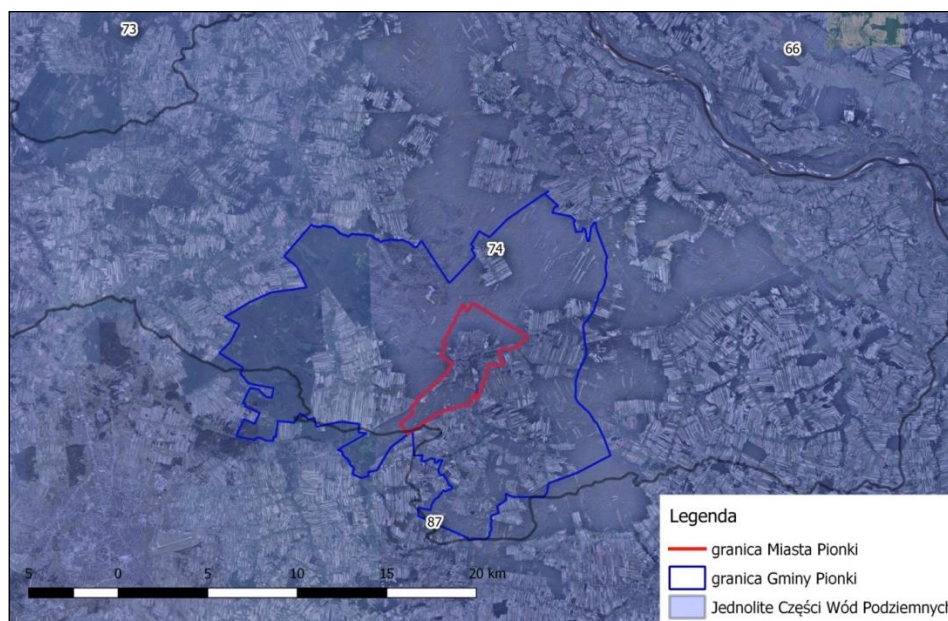 73
66
74
87
Legenda
granica Miasta Pionki
granica Gminy Pionki
Jednolite Części Wód Podziemnych
5 0 5 10 15 20 km